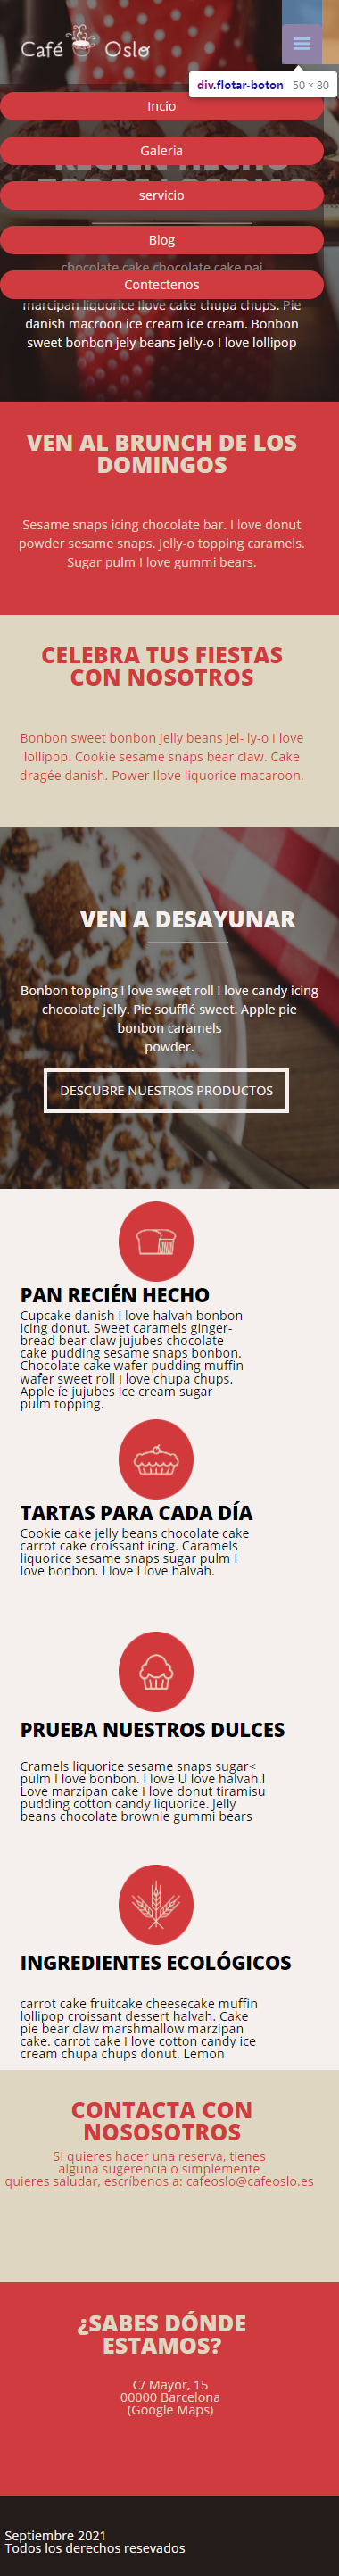 Café Oslo
div.flotar-boton 50 × 80
Incio
Galeria
servicio
Blog
chocolate cake chocolate cake pai
Contectenos
marcipan liquorice ilove cake chupa chups. Pie
danish macroon ice cream ice cream. Bonbon
sweet bonbon jely beans jelly-o I love lollipop
VEN AL BRUNCH DE LOS
DOMINGOS
Sesame snaps icing chocolate bar. I love donut
powder sesame snaps. Jelly-o topping caramels.
Sugar pulm I love gummi bears.
CELEBRA TUS FIESTAS
CON NOSOTROS
Bonbon sweet bonbon jelly beans jel- ly-o I love
lollipop. Cookie sesame snaps bear claw. Cake
dragée danish. Power Ilove liquorice macaroon.
VEN A DESAYUNAR
Bonbon topping I love sweet roll I love candy icing
chocolate jelly. Pie soufflé sweet. Apple pie
bonbon caramels
powder.
DESCUBRE NUESTROS PRODUCTOS
PAN RECIÉN HECHO
Cupcake danish I love halvah bonbon
icing donut. Sweet caramels ginger-
bread bear claw jujubes chocolate
cake pudding sesame snaps bonbon.
Chocolate cake wafer pudding muffin
wafer sweet roll I love chupa chups.
Apple íe jujubes ice cream sugar
pulm topping.
TARTAS PARA CADA DÍA
Cookie cake jelly beans chocolate cake
carrot cake croissant icing. Caramels
liquorice sesame snaps sugar pulm I
love bonbon. I love I love halvah.
PRUEBA NUESTROS DULCES
Cramels liquorice sesame snaps sugar<
pulm I love bonbon. I love U love halvah.I
Love marzipan cake I love donut tiramisu
pudding cotton candy liquorice. Jelly
beans chocolate brownie gummi bears
INGREDIENTES ECOLÓGICOS
carrot cake fruitcake cheesecake muffin
lollipop croissant dessert halvah. Cake
pie bear claw marshmallow marzipan
cake. carrot cake I love cotton candy ice
cream chupa chups donut. Lemon
CONTACTA CON
NOSOSOTROS
SI quieres hacer una reserva, tienes
alguna sugerencia o simplemente
quieres saludar, escríbenos a: cafeoslo@cafeoslo.es
¿SABES DÓNDE
ESTAMOS?
C/ Mayor, 15
00000 Barcelona
(Google Maps)
Septiembre 2021
Todos los derechos resevados